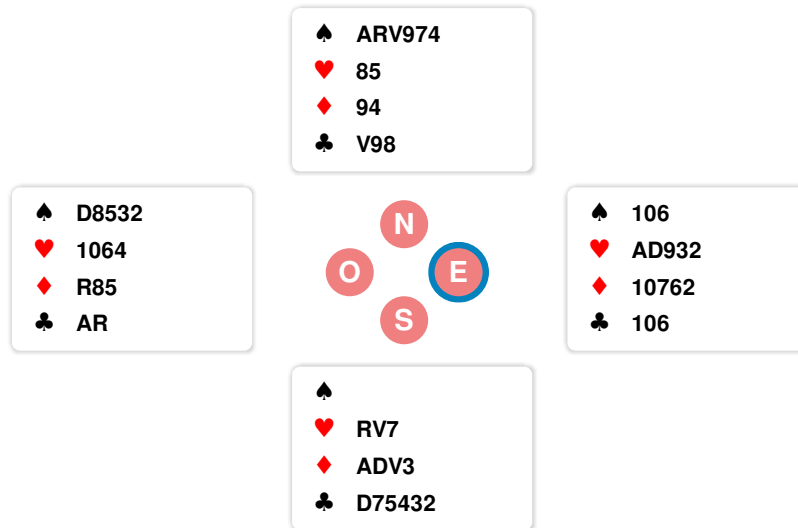 ♠ ARV974
♥ 85
♦ 94
♣ V98
♠ D8532
♥ 1064
♦ R85
♣ AR
N
O
E
S
♠ 106
♥ AD932
♦ 10762
♣ 106
♠
♥ RV7
♦ ADV3
♣ D75432